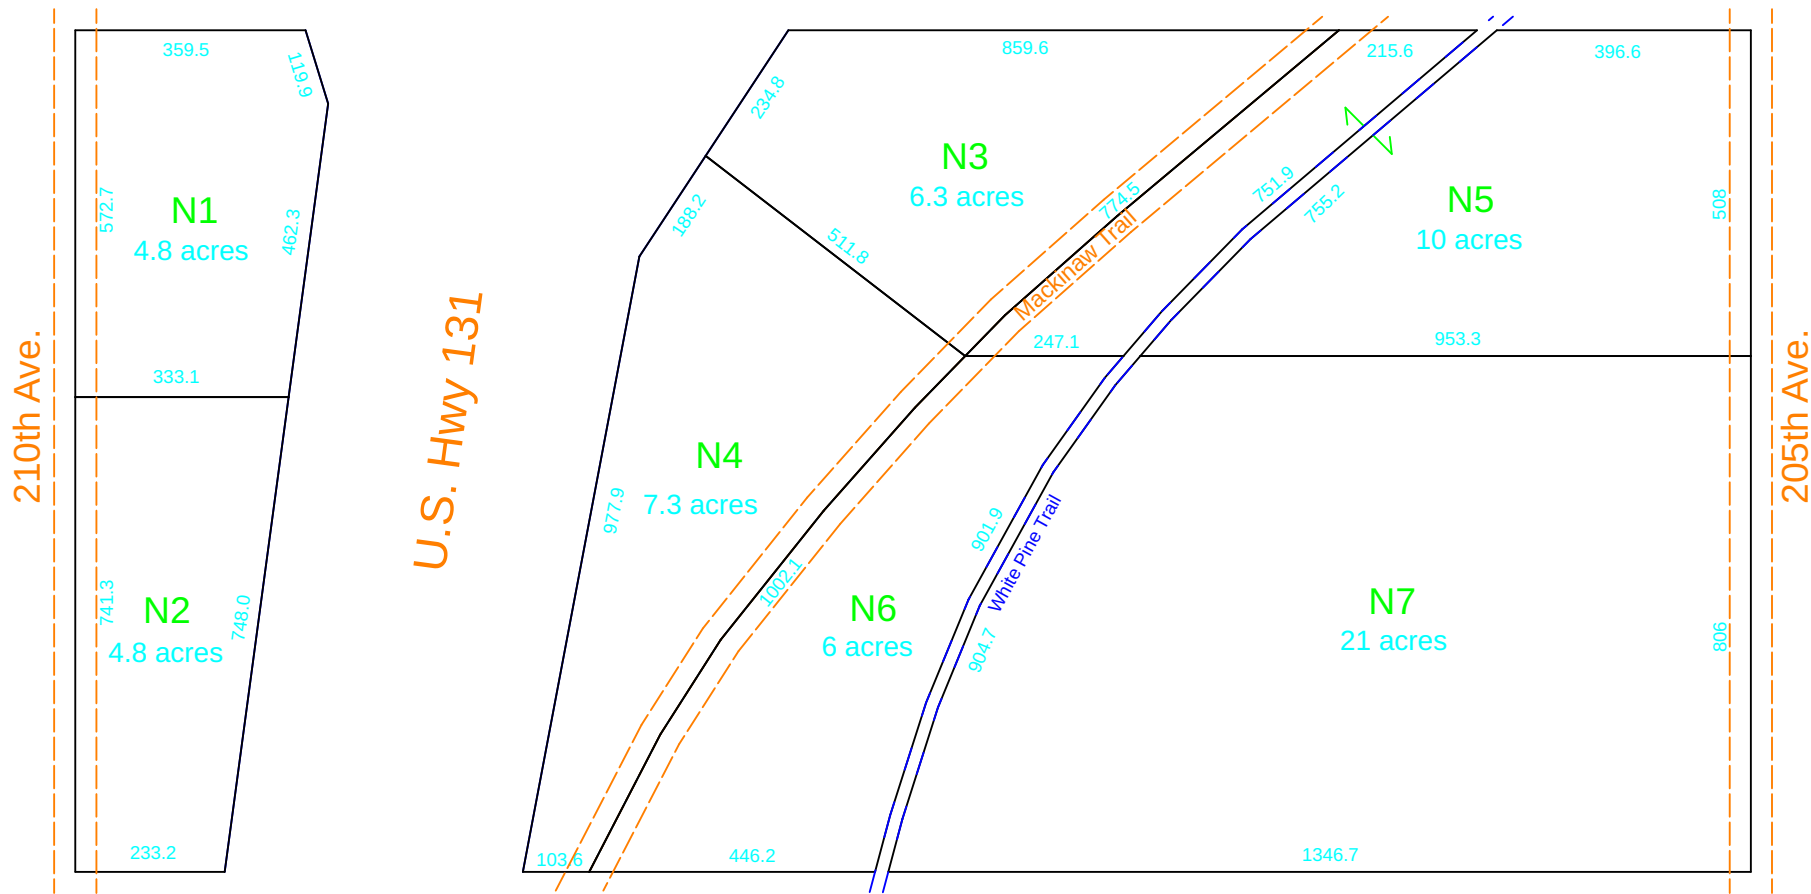 359.5
119.9
572.7
N1
4.8 acres
462.3
333.1
210th Ave.
741.3
N2
4.8 acres
748.0
233.2
U.S. Hwy 131
859.6
234.8
N3
6.3 acres
188.2
511.8
774.5
Mackinaw Trail
215.6
396.6
751.9
755.2
N5
10 acres
508
247.1
953.3
205th Ave.
N4
7.3 acres
977.9
1002.1
N6
6 acres
901.9
White Pine Trail
904.7
N7
21 acres
806
103.6
446.2
1346.7